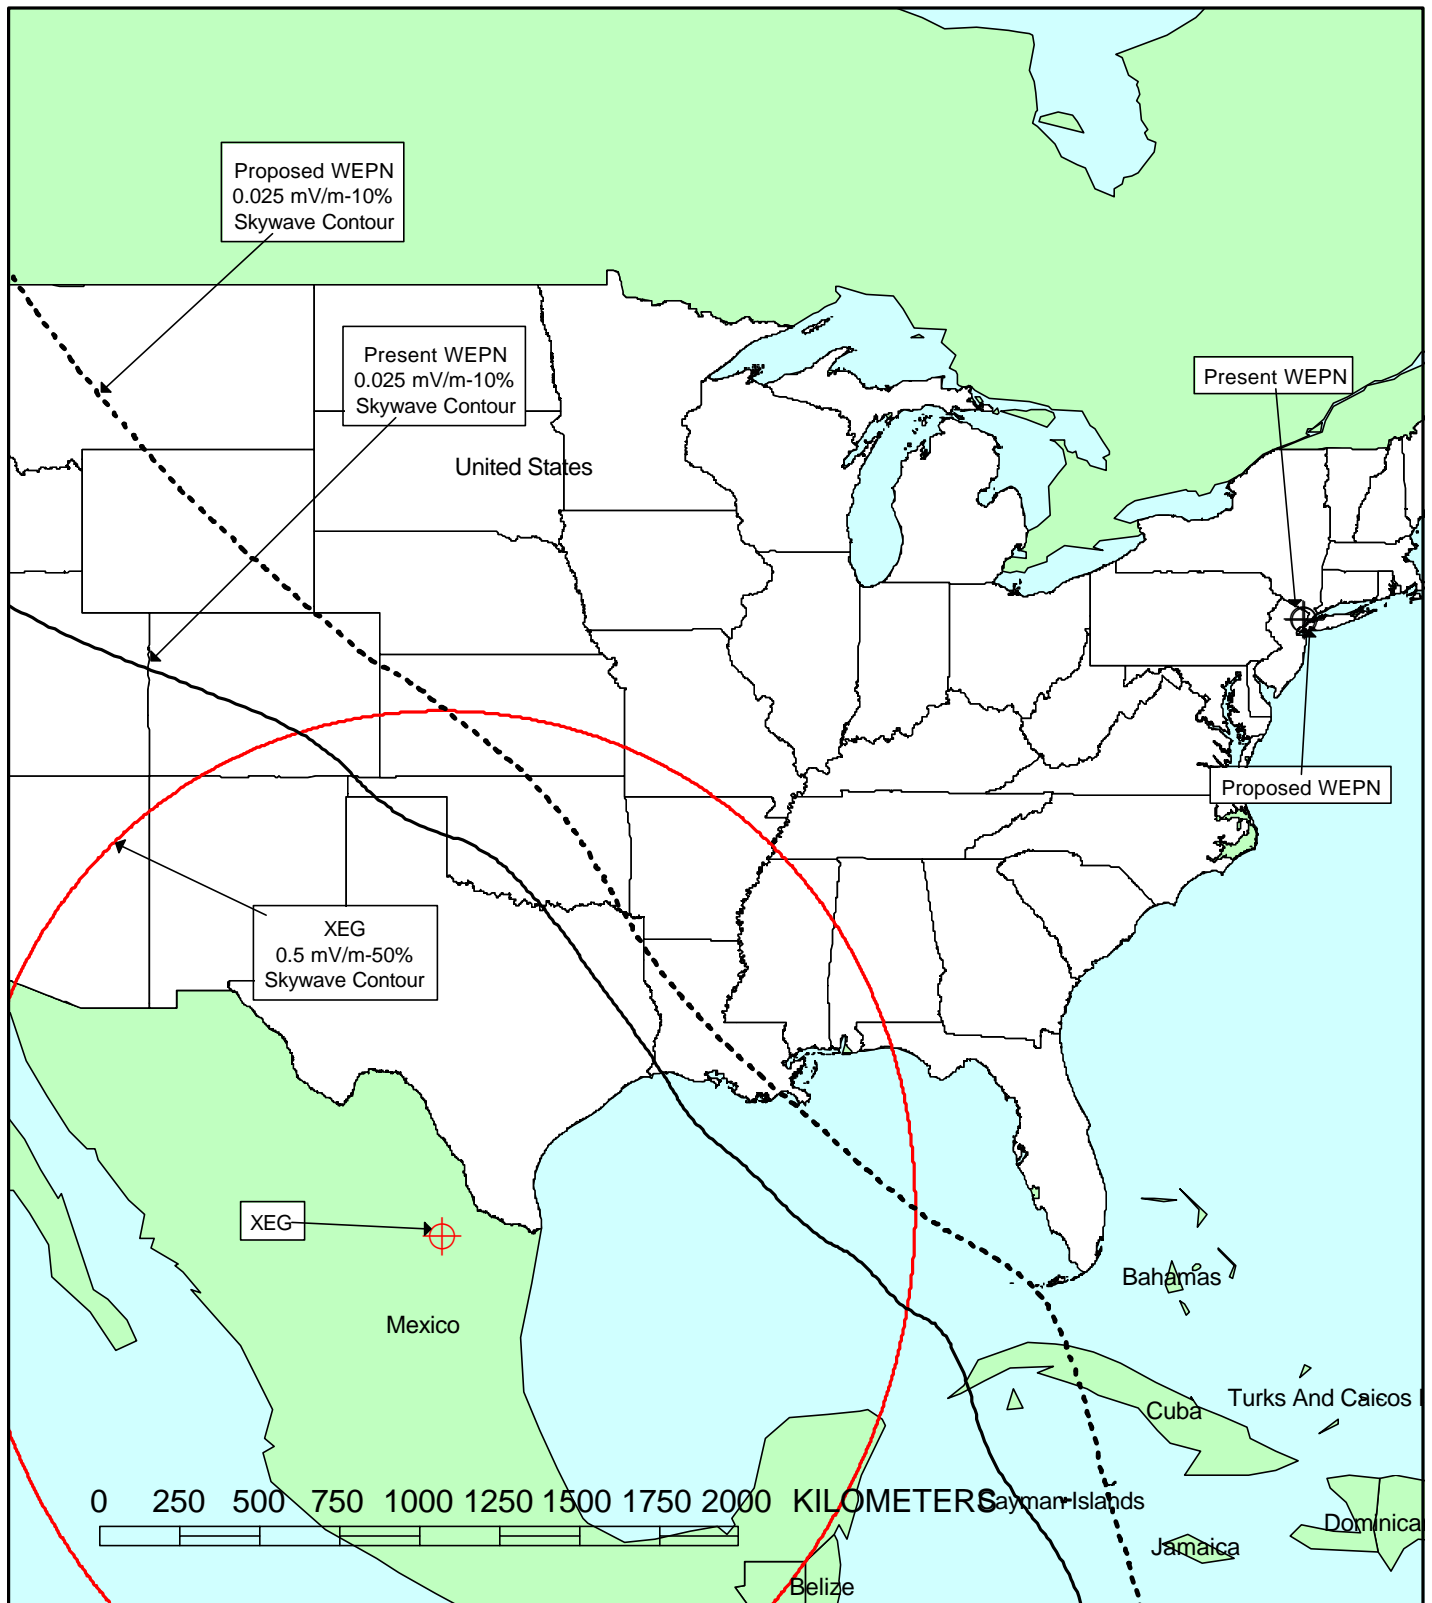 Proposed WEPN
0.025 mV/m-10%
Skywave Contour
Present WEPN
0.025 mV/m-10%
Skywave Contour
Present WEPN
United States
Proposed WEPN
XEG
0.5 mV/m-50%
Skywave Contour
XEG
Bahamas
Mexico
Turks And Caicos I
Cuba
0 250 500 750 1000 1250 1500 1750 2000 KILOMETERS
Cayman Islands
Dominican
Jamaica
Belize